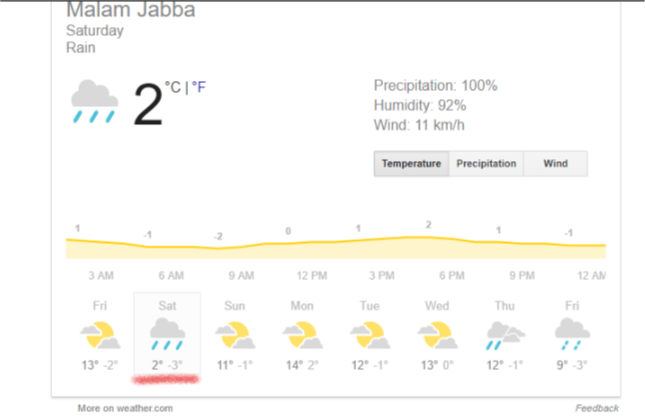 Malam Jabba
Saturday
Rain
2 °C | °F
Precipitation: 100%
Humidity: 92%
Wind: 11 km/h
Temperature Precipitation Wind
1 -1 -2 0 1 2 1 -1
3 AM 6 AM 9 AM 12 PM 3 PM 6 PM 9 PM 12 AM
Fri Sat Sun Mon Tue Wed Thu Fri
13° -2° 2° -3° 11° -1° 14° 2° 12° -1° 13° 0° 12° -1° 9° -3°
More on weather.com Feedback